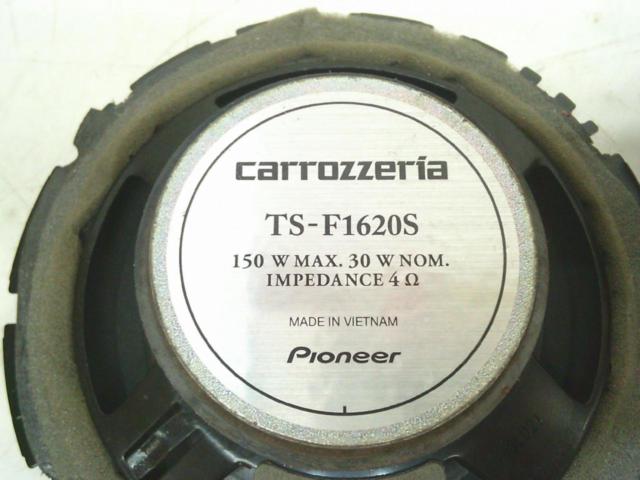 carrozzeria
TS-F1620S
150 W MAX. 30 W NOM.
IMPEDANCE 4 Ω
MADE IN VIETNAM
Pioneer